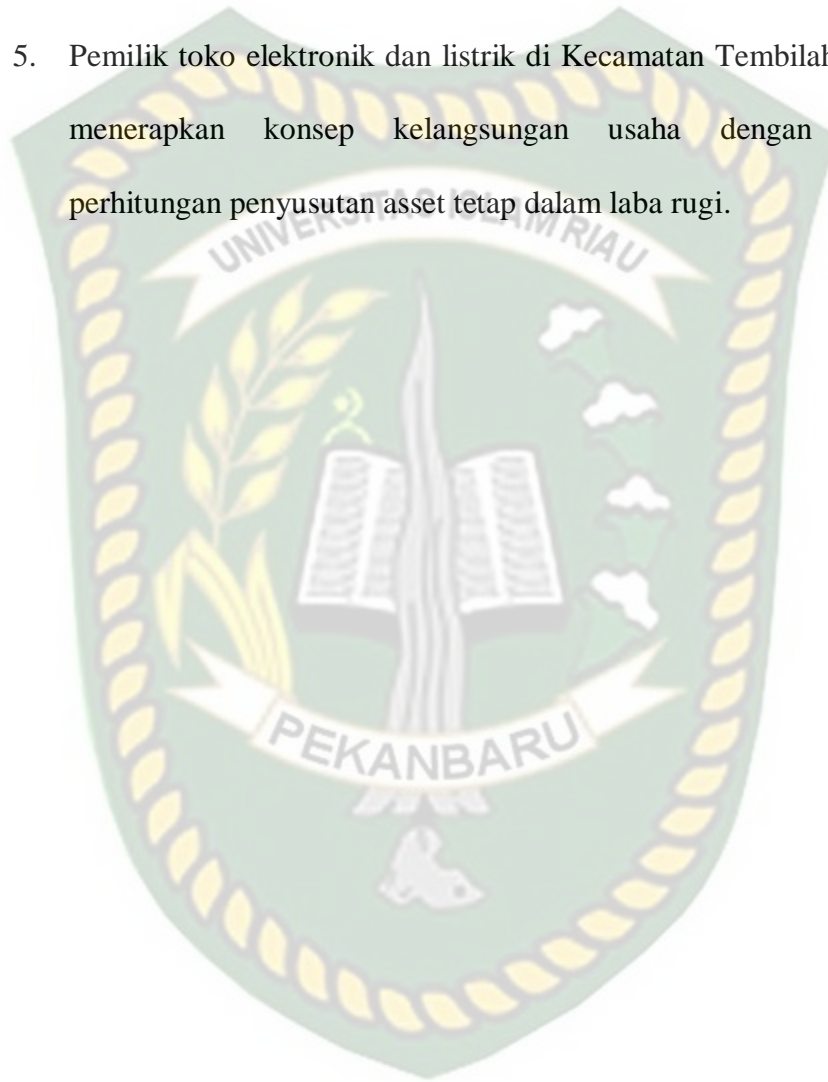 5. Pemilik toko elektronik dan listrik di Kecamatan Tembilah
menerapkan konsep kelangsungan usaha dengan
perhitungan penyusutan asset tetap dalam laba rugi.
UNIVERSITAS ISLAM RIAU
PEKANBARU